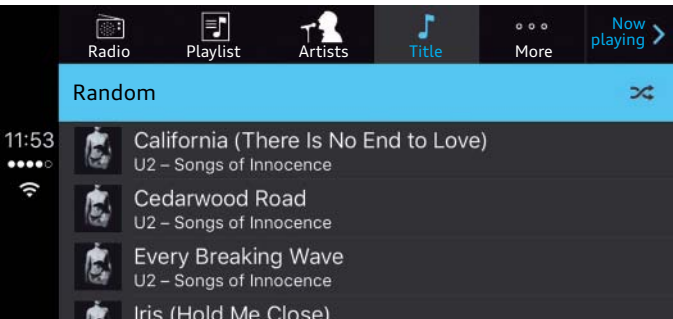 Radio
Playlist
Artists
Title
More
Now
playing
Random
11:53
California (There Is No End to Love)
U2 – Songs of Innocence
Cedarwood Road
U2 – Songs of Innocence
Every Breaking Wave
U2 – Songs of Innocence
Iris (Hold Me Close)